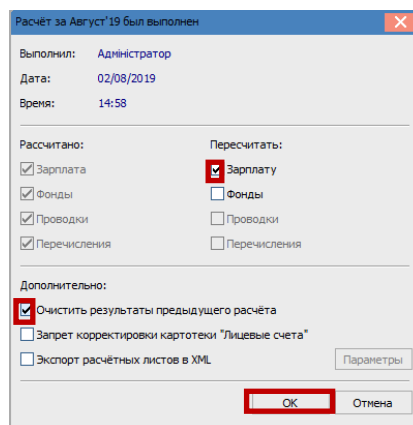 Расчёт за Август'19 был выполнен
Выполнил: Адміністратор
Дата: 02/08/2019
Время: 14:58
Рассчитано: Пересчитать:
Зарплата Зарплату
Фонды Фонды
Проводки Проводки
Перечисления Перечисления
Дополнительно:
Очистить результаты предыдущего расчёта
Запрет корректировки картотеки "Лицевые счета"
Экспорт расчётных листов в XML Параметры
OK Отмена